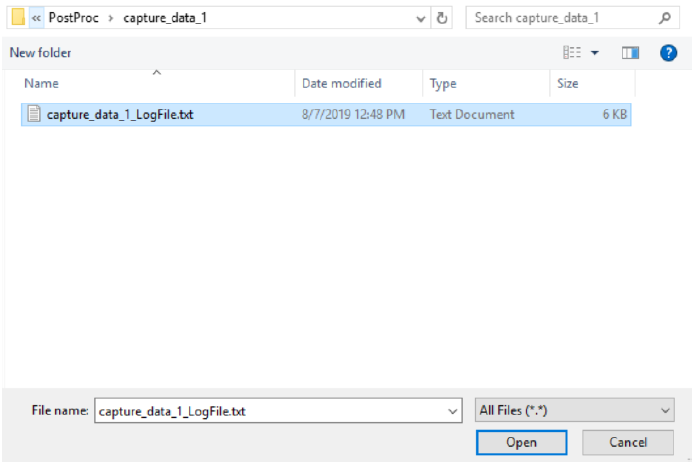 « PostProc › capture_data_1
Search capture_data_1
New folder
Name Date modified Type Size
capture_data_1_LogFile.txt 8/7/2019 12:48 PM Text Document 6 KB
File name: capture_data_1_LogFile.txt All Files (*.*)
Open Cancel